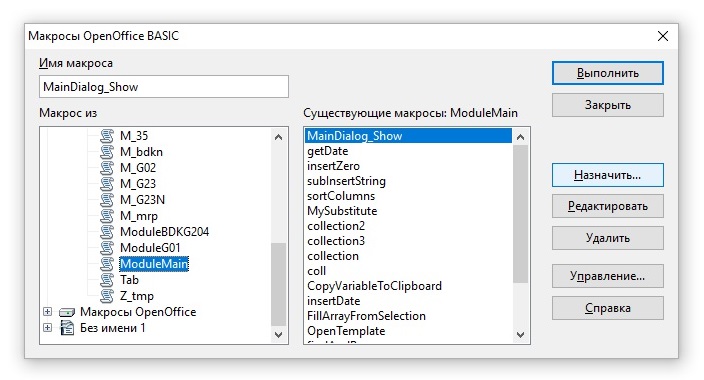 Макросы OpenOffice BASIC
Имя макроса
MainDialog_Show
Макрос из
M_35
M_bdkn
M_G02
M_G23
M_G23N
M_mrp
ModuleBDKG204
ModuleG01
ModuleMain
Tab
Z_tmp
Макросы OpenOffice
Без имени 1
Существующие макросы: ModuleMain
MainDialog_Show
getDate
insertZero
subInsertString
sortColumns
MySubstitute
collection2
collection3
collection
coll
CopyVariableToClipboard
insertDate
FillArrayFromSelection
OpenTemplate
Выполнить
Закрыть
Назначить...
Редактировать
Удалить
Управление...
Справка